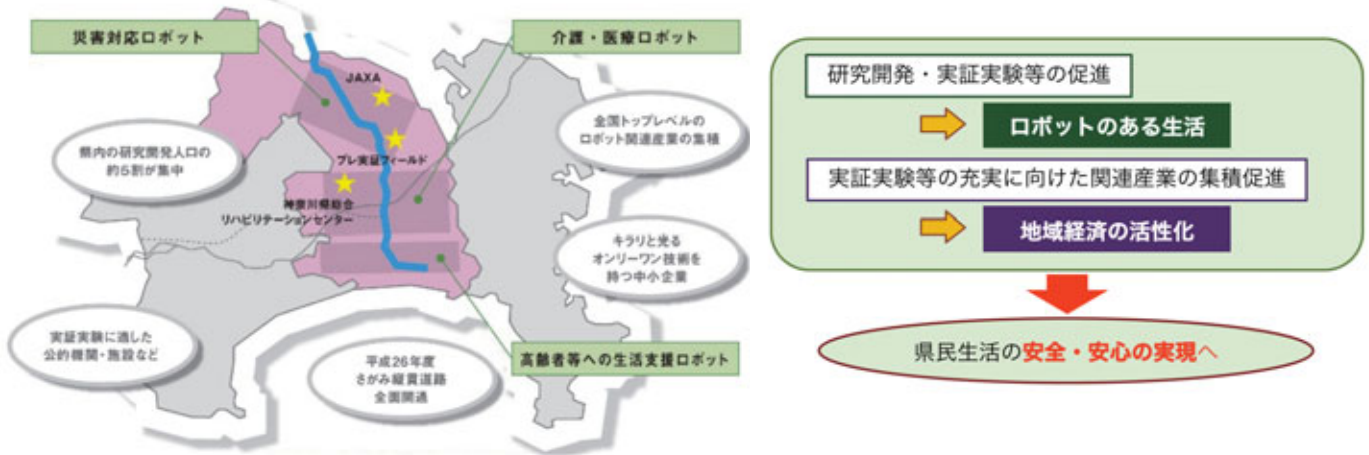 災害対応ロボット
介護・医療ロボット
JAXA
全国トップレベルの
ロボット関連産業の集積
県内の研究開発人口の
約5割が集中
プレ実証フィールド
神奈川県総合
リハビリテーションセンター
キラリと光る
オンリーワン技術を
持つ中小企業
実証実験に適した
公的機関・施設など
平成26年度
さがみ縦貫道路
全面開通
高齢者等への生活支援ロボット
研究開発・実証実験等の促進
ロボットのある生活
実証実験等の充実に向けた関連産業の集積促進
地域経済の活性化
県民生活の安全・安心の実現へ